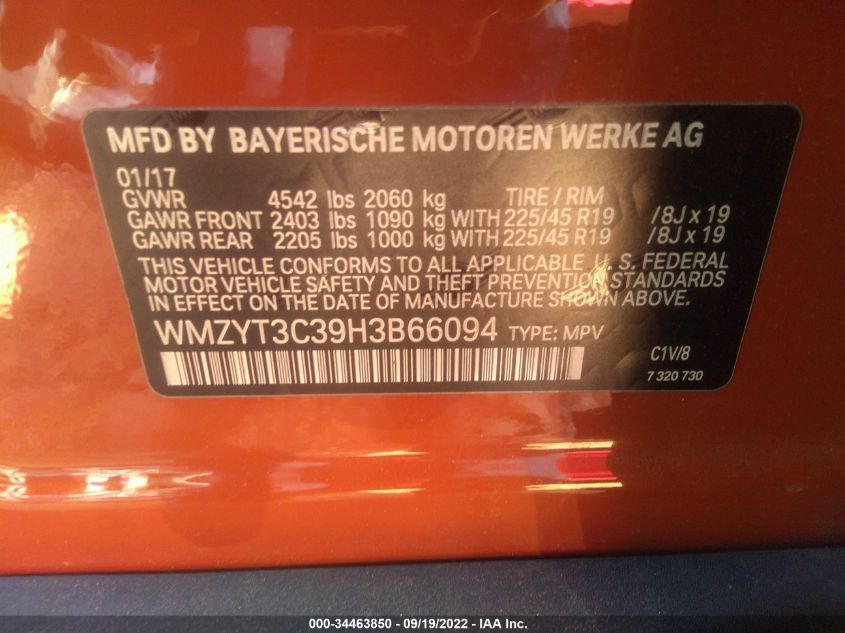 MFD BY BAYERISCHE MOTOREN WERKE AG
01/17
GVWR 4542 lbs 2060 kg TIRE / RIM
GAWR FRONT 2403 lbs 1090 kg WITH 225/45 R19 /8J x 19
GAWR REAR 2205 lbs 1000 kg WITH 225/45 R19 /8J x 19
THIS VEHICLE CONFORMS TO ALL APPLICABLE U. S. FEDERAL
MOTOR VEHICLE SAFETY AND THEFT PREVENTION STANDARDS
IN EFFECT ON THE DATE OF MANUFACTURE SHOWN ABOVE.
WMZYT3C39H3B66094 TYPE: MPV
C1V/8
7 320 730
000-34463850 - 09/19/2022 - IAA Inc.